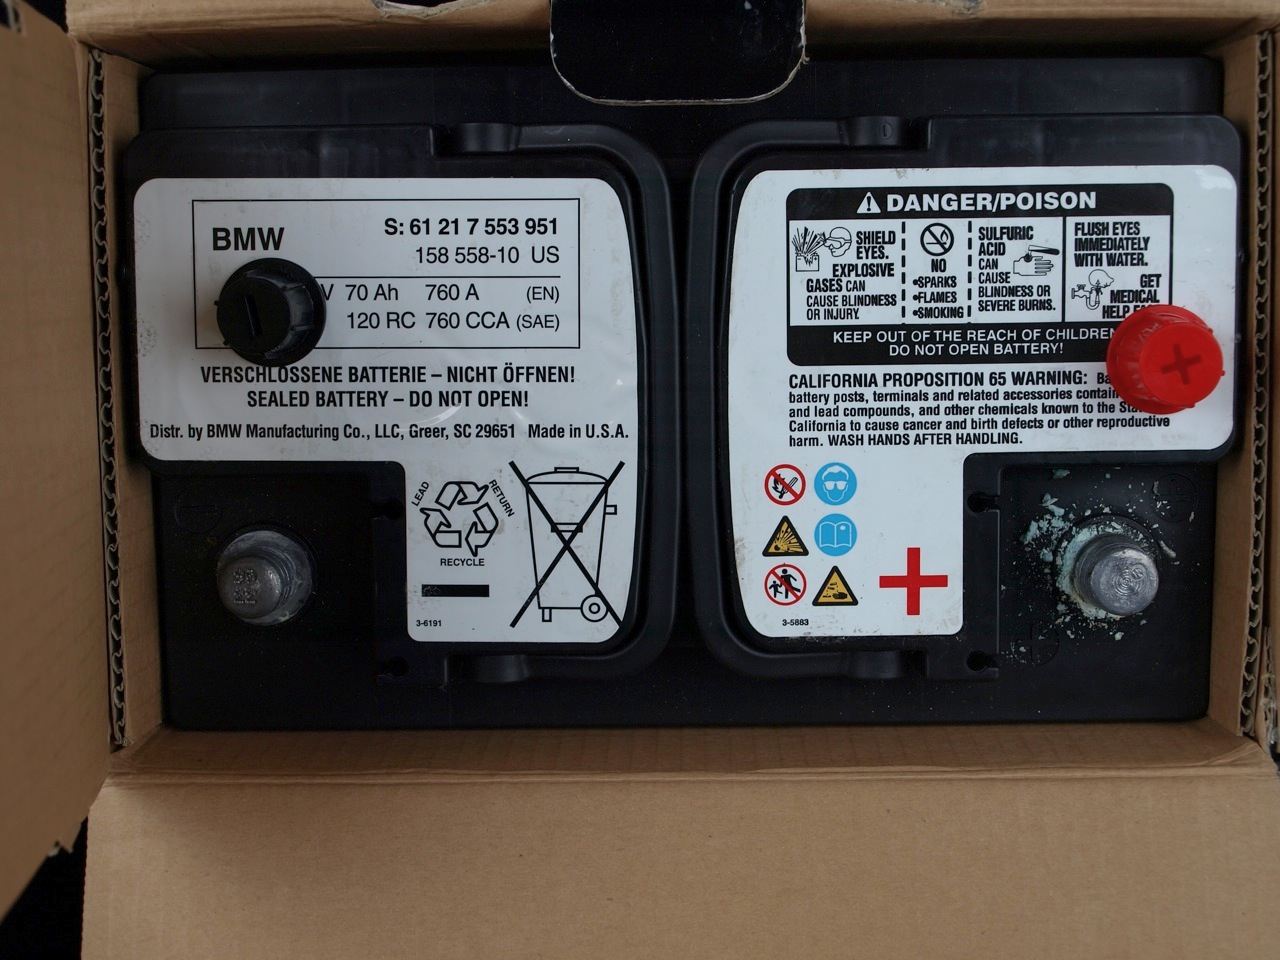 BMW
S: 61 21 7 553 951
158 558-10 US
V 70 Ah 760 A (EN)
120 RC 760 CCA (SAE)
VERSCHLOSSENE BATTERIE – NICHT ÖFFNEN!
SEALED BATTERY – DO NOT OPEN!
Distr. by BMW Manufacturing Co., LLC, Greer, SC 29651 Made in U.S.A.
LEAD
RETURN
RECYCLE
3-6191
DANGER/POISON
SHIELD
EYES.
EXPLOSIVE
GASES CAN
CAUSE BLINDNESS
OR INJURY.
NO
•SPARKS
•FLAMES
•SMOKING
SULFURIC
ACID
CAN
CAUSE
BLINDNESS OR
SEVERE BURNS.
FLUSH EYES
IMMEDIATELY
WITH WATER.
GET
MEDICAL
HELP
KEEP OUT OF THE REACH OF CHILDREN
DO NOT OPEN BATTERY!
CALIFORNIA PROPOSITION 65 WARNING:
battery posts, terminals and related accessories contain
and lead compounds, and other chemicals known to the
California to cause cancer and birth defects or other reproductive
harm. WASH HANDS AFTER HANDLING.
3-5883